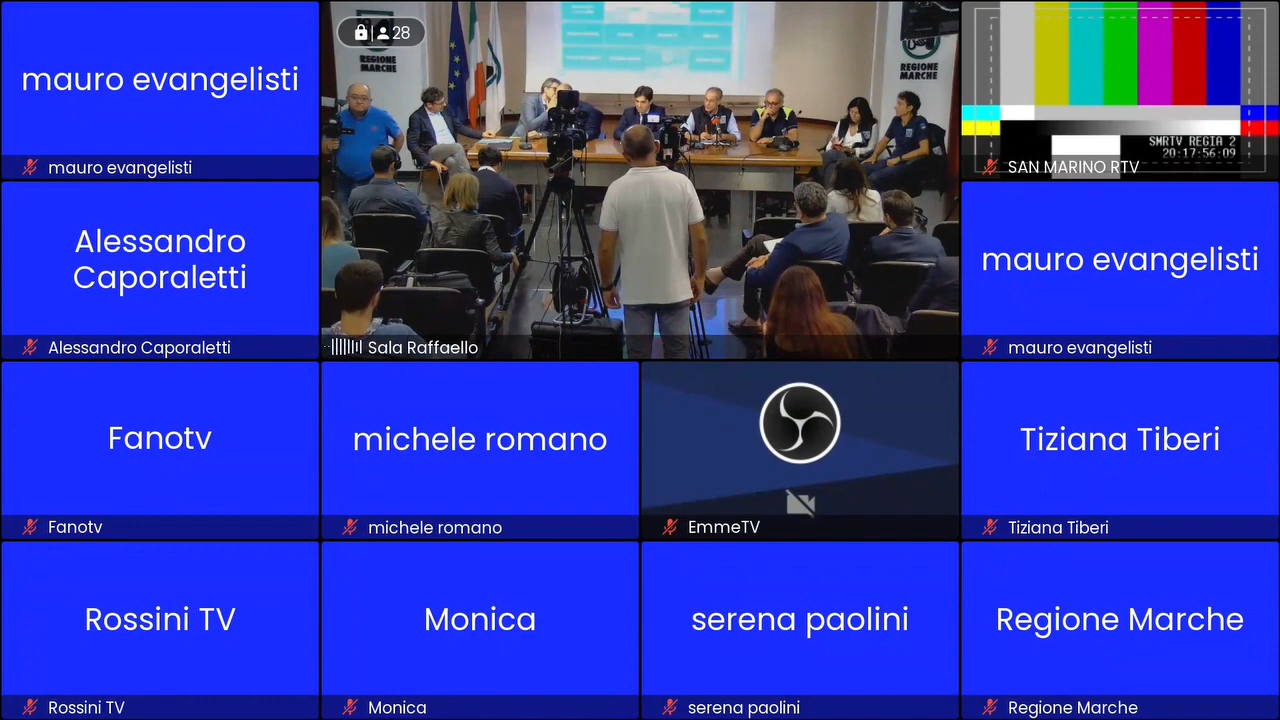 mauro evangelisti
mauro evangelisti
28
REGIONE
MARCHE
REGIONE
MARCHE
Sala Raffaello
SMRTV REGIA 2
20:17:56:09
SAN MARINO RTV
Alessandro
Caporaletti
Alessandro Caporaletti
mauro evangelisti
mauro evangelisti
Fanotv
Fanotv
michele romano
michele romano
EmmeTV
Tiziana Tiberi
Tiziana Tiberi
Rossini TV
Rossini TV
Monica
Monica
serena paolini
serena paolini
Regione Marche
Regione Marche